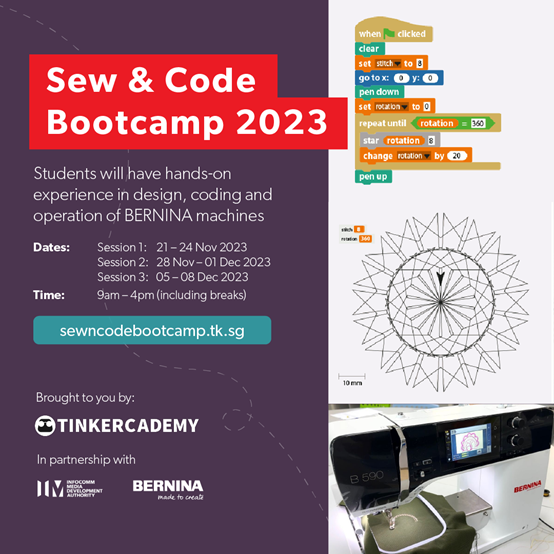 Sew & Code
Bootcamp 2023
Students will have hands-on
experience in design, coding and
operation of BERNINA machines
Dates: Session 1: 21 – 24 Nov 2023
Session 2: 28 Nov – 01 Dec 2023
Session 3: 05 – 08 Dec 2023
Time: 9am – 4pm (including breaks)
sewncodebootcamp.tk.sg
Brought to you by:
TINKERCADEMY
In partnership with
INFOCOMM
MEDIA
DEVELOPMENT
AUTHORITY
BERNINA
made to create
when clicked
clear
set stitch to 8
go to x: 0 y: 0
pen down
set rotation to 0
repeat until rotation = 360
star rotation 8
change rotation by 20
pen up
stitch 8
rotation 360
10 mm
B 590
BERNINA